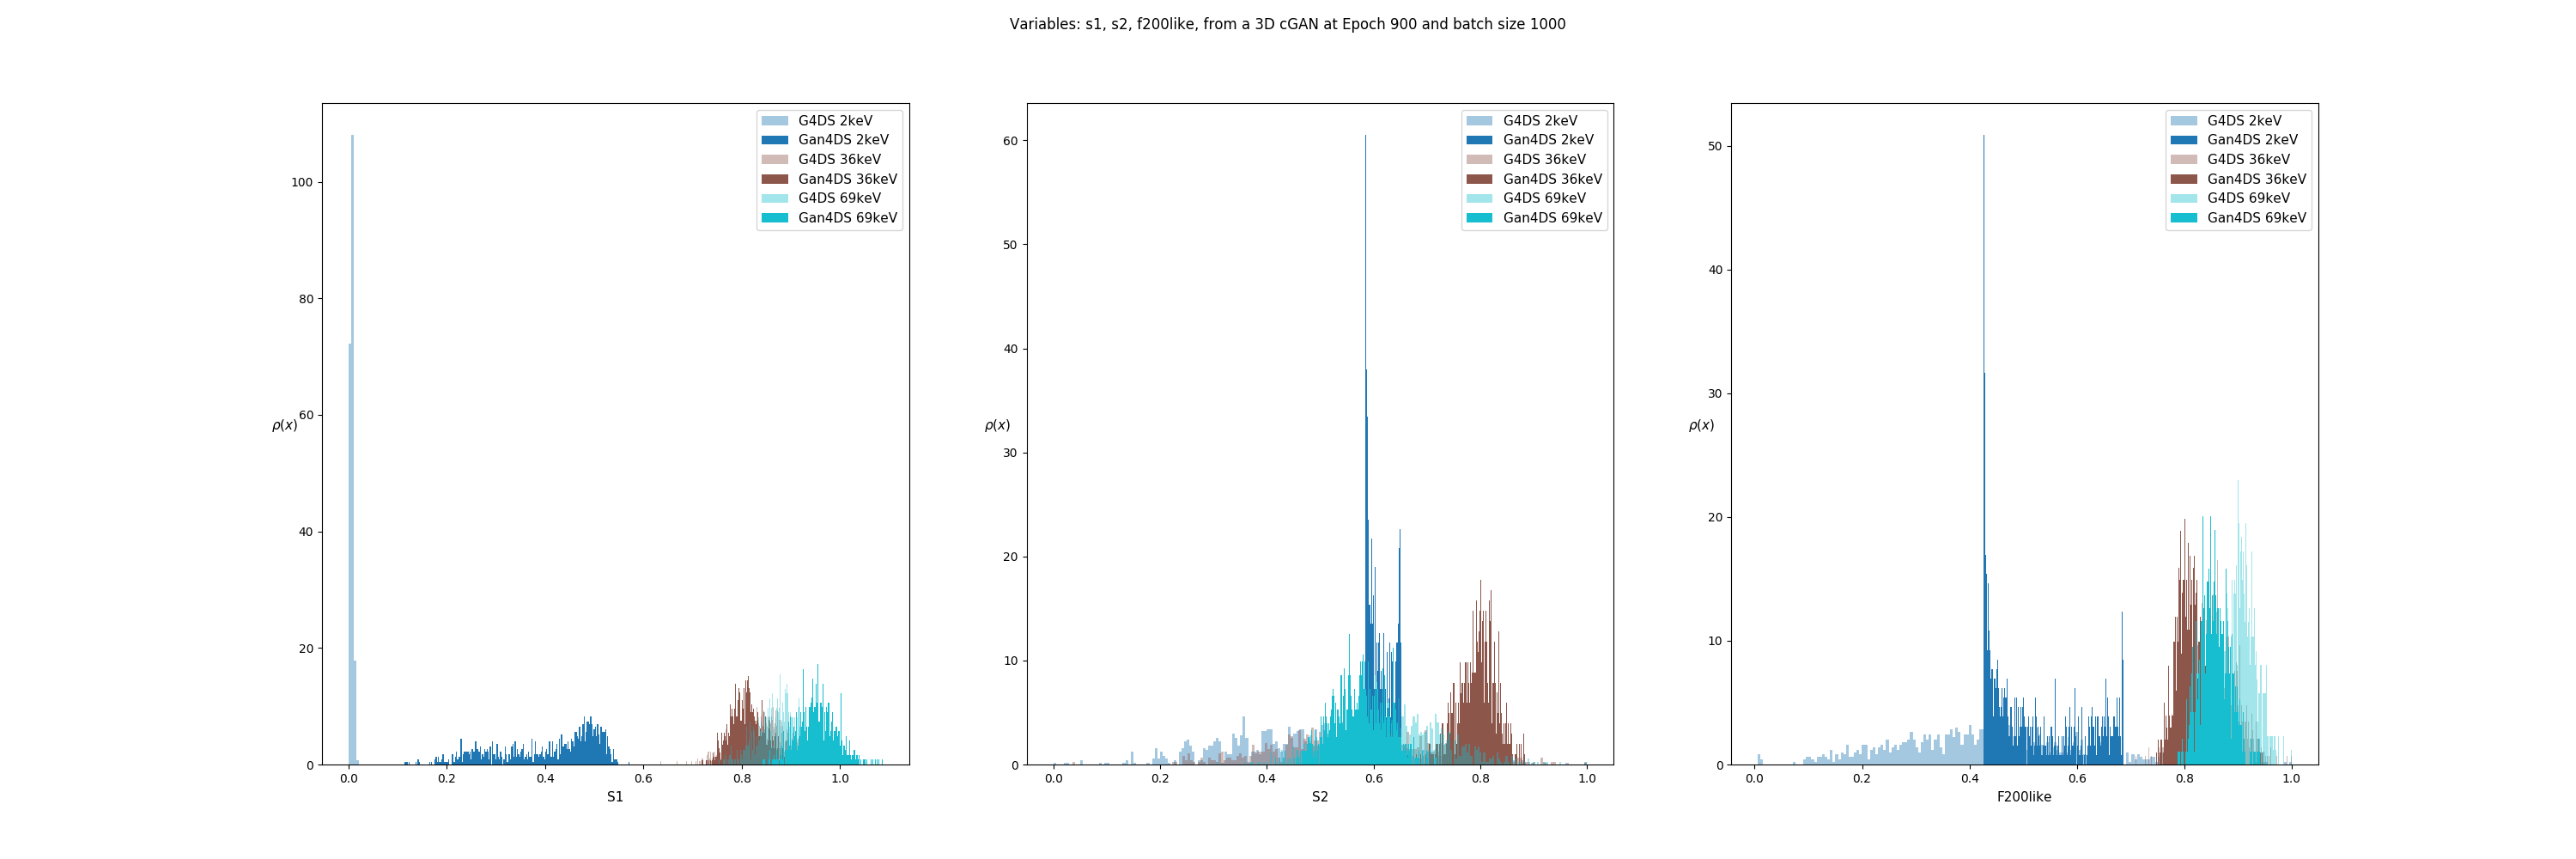 Variables: s1, s2, f200like, from a 3D cGAN at Epoch 900 and batch size 1000
G4DS 2keV
Gan4DS 2keV
G4DS 36keV
Gan4DS 36keV
G4DS 69keV
Gan4DS 69keV
100
80
60
40
20
0
ρ(x)
0.0 0.2 0.4 0.6 0.8 1.0
S1
G4DS 2keV
Gan4DS 2keV
G4DS 36keV
Gan4DS 36keV
G4DS 69keV
Gan4DS 69keV
60
50
40
30
20
10
0
ρ(x)
0.0 0.2 0.4 0.6 0.8 1.0
S2
G4DS 2keV
Gan4DS 2keV
G4DS 36keV
Gan4DS 36keV
G4DS 69keV
Gan4DS 69keV
50
40
30
20
10
0
ρ(x)
0.0 0.2 0.4 0.6 0.8 1.0
F200like